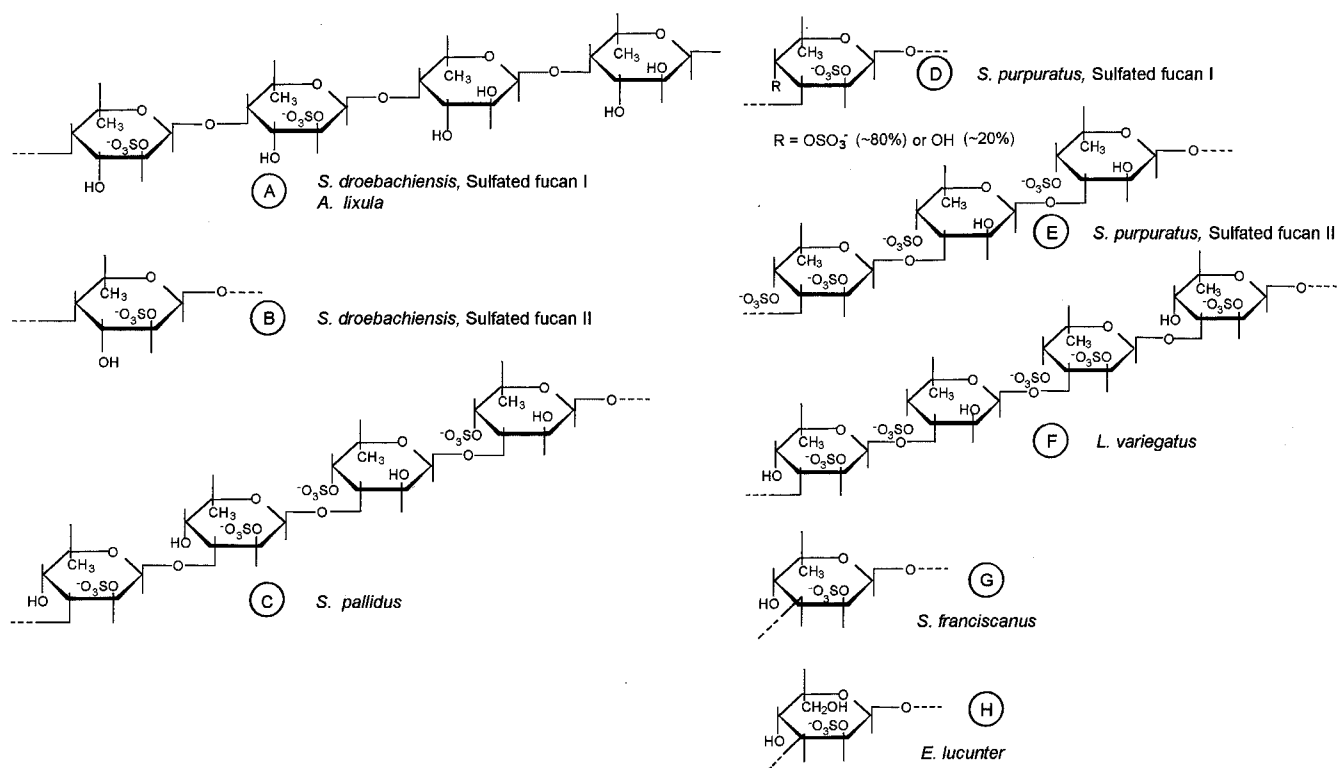 O
CH₃
⁻O₃SO
HO
O
O
CH₃
⁻O₃SO
HO
O
O
CH₃
HO
HO
O
O
CH₃
HO
HO
A
S. droebachiensis, Sulfated fucan I
A. lixula
O
CH₃
⁻O₃SO
OH
O
B
S. droebachiensis, Sulfated fucan II
O
CH₃
⁻O₃SO
HO
O
O
CH₃
⁻O₃SO
HO
O
O
CH₃
HO
⁻O₃SO
O
O
CH₃
HO
⁻O₃SO
O
C
S. pallidus
O
CH₃
⁻O₃SO
R
O
D
S. purpuratus, Sulfated fucan I
R = OSO₃⁻ (~80%) or OH (~20%)
O
CH₃
⁻O₃SO
⁻O₃SO
O
O
CH₃
HO
⁻O₃SO
O
O
CH₃
HO
⁻O₃SO
O
E
S. purpuratus, Sulfated fucan II
O
CH₃
⁻O₃SO
HO
O
O
CH₃
HO
⁻O₃SO
O
O
CH₃
⁻O₃SO
⁻O₃SO
O
O
CH₃
⁻O₃SO
HO
O
F
L. variegatus
O
CH₃
⁻O₃SO
HO
O
G
S. franciscanus
O
CH₂OH
⁻O₃SO
HO
O
H
E. lucunter